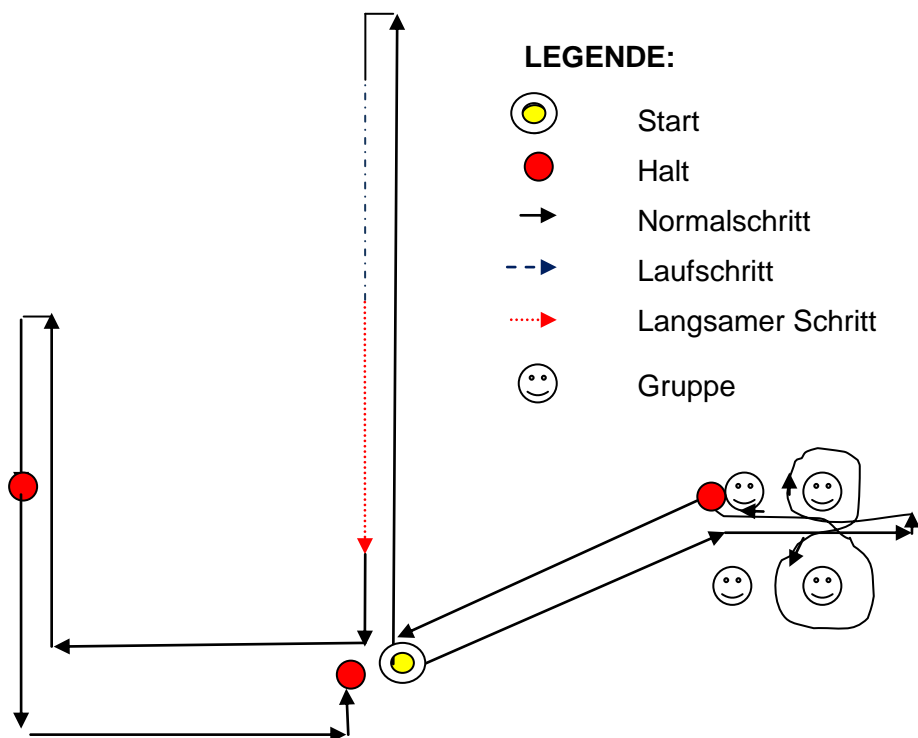 LEGENDE:
Start
Halt
Normalschritt
Laufschritt
Langsamer Schritt
Gruppe